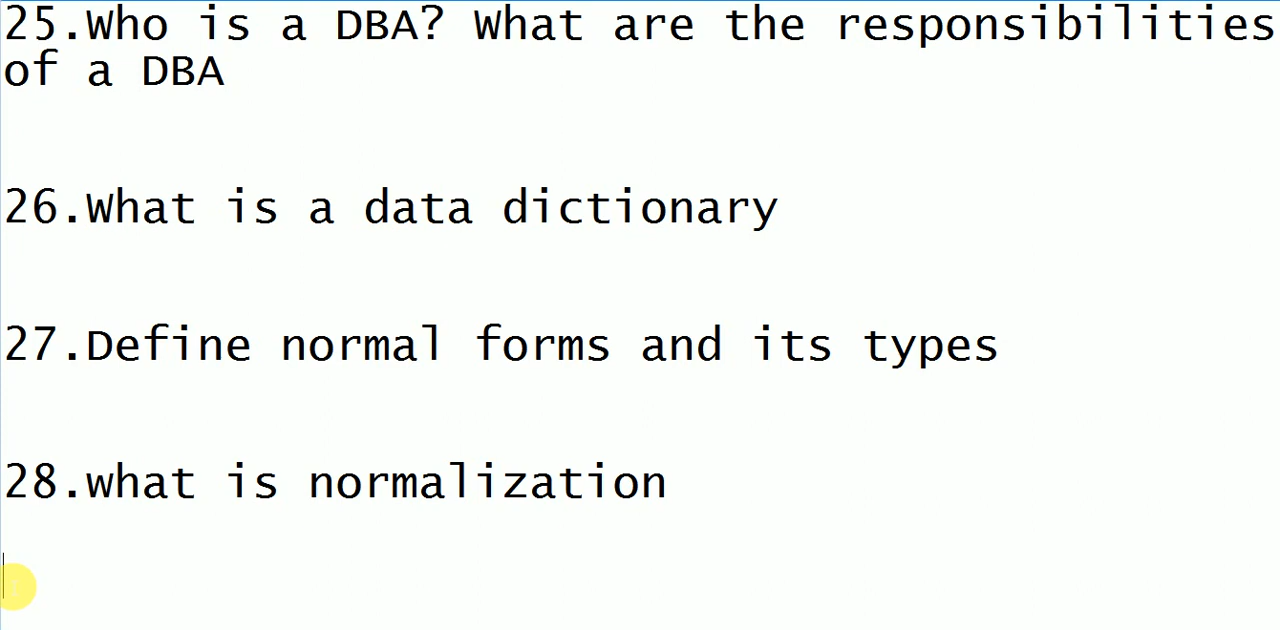 25.Who is a DBA? What are the responsibilities
of a DBA
26.What is a data dictionary
27.Define normal forms and its types
28.what is normalization